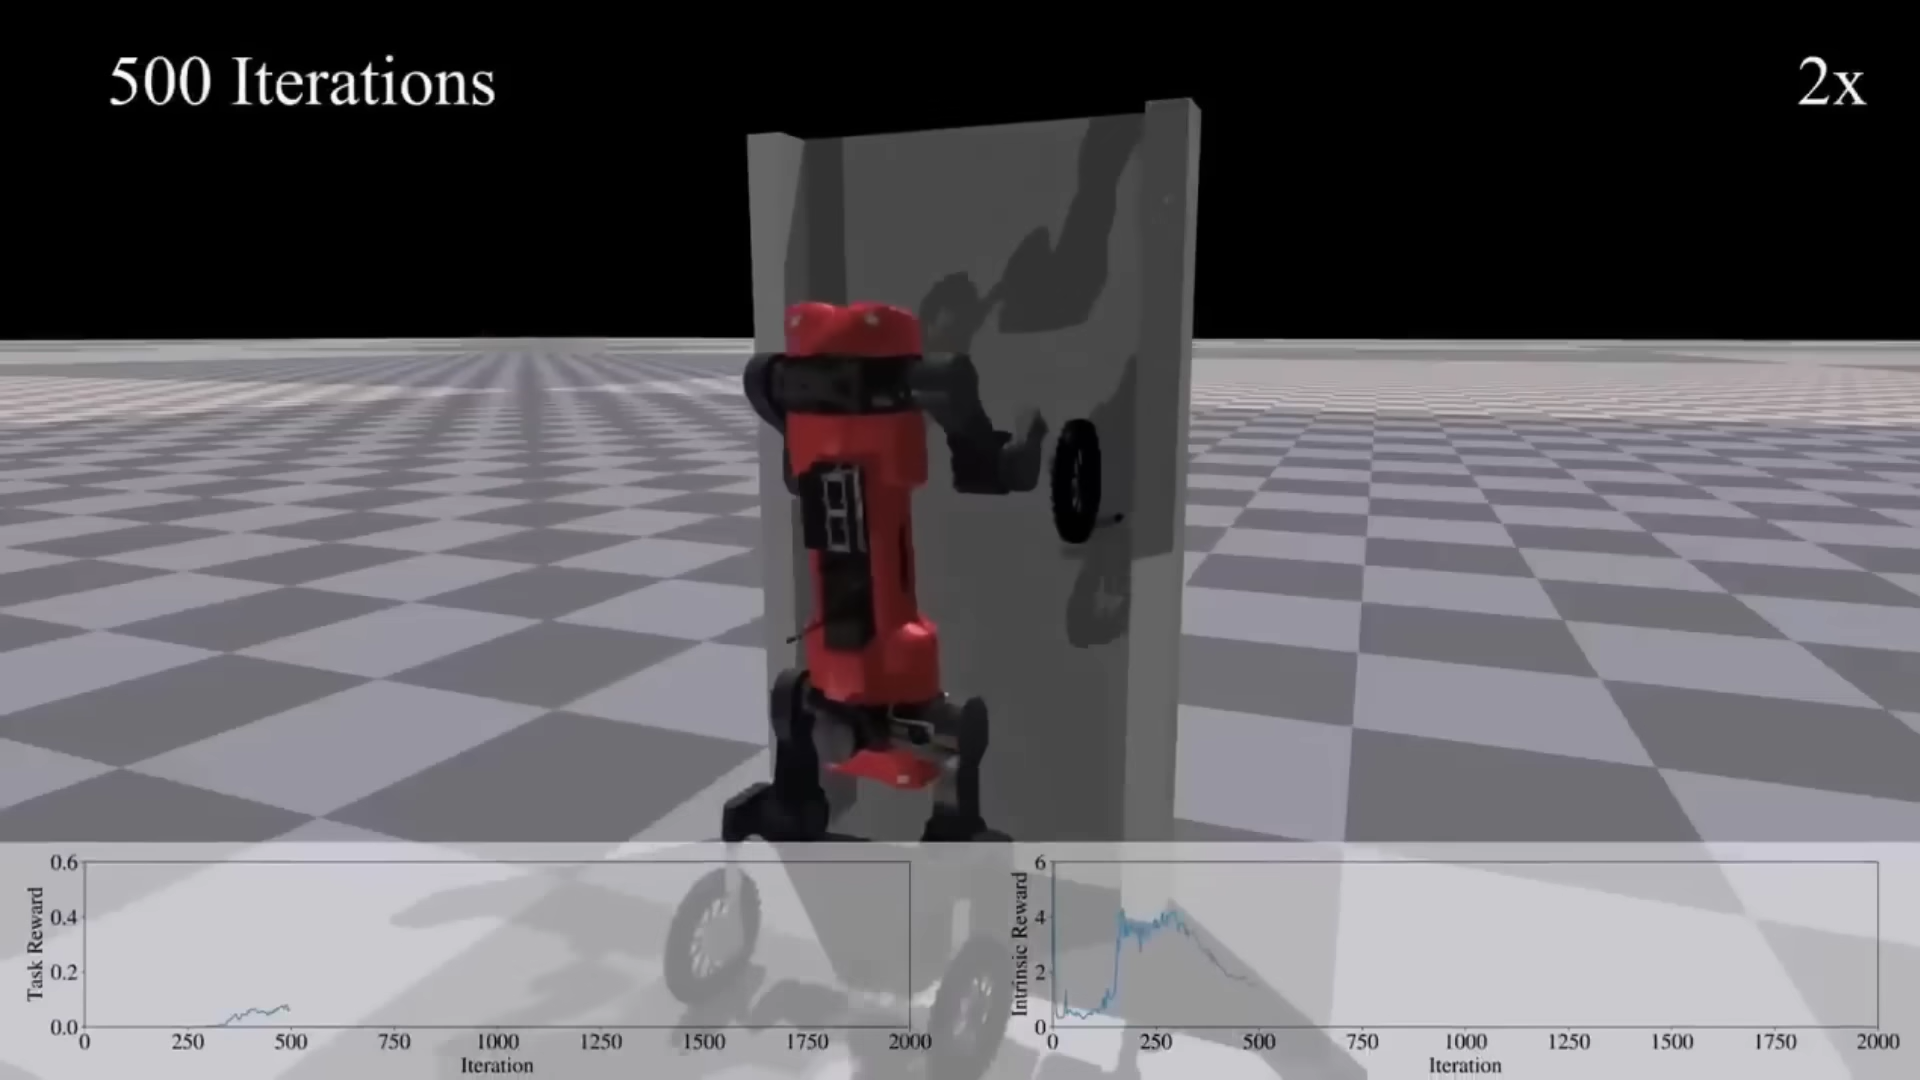 500 Iterations
2x
Task Reward
0.6
0.4
0.2
0.0
0 250 500 750 1000 1250 1500 1750 2000
Iteration
Intrinsic Reward
6
4
2
0
0 250 500 750 1000 1250 1500 1750 2000
Iteration